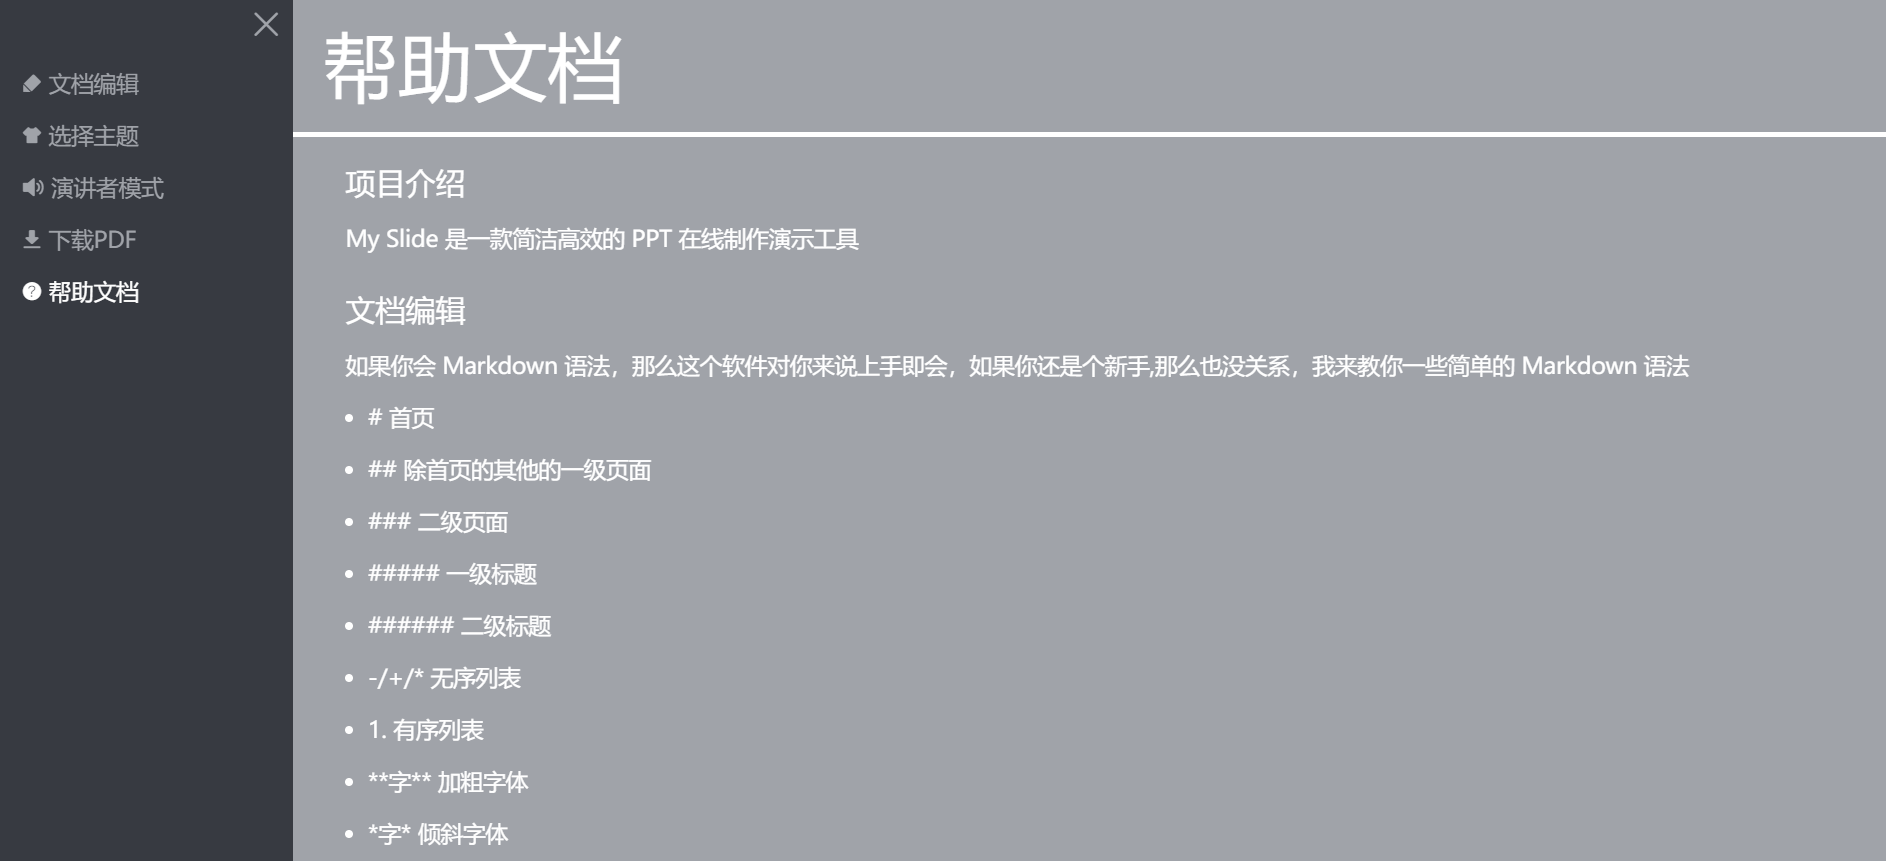 文档编辑
选择主题
演讲者模式
下载PDF
帮助文档
帮助文档
项目介绍
My Slide 是一款简洁高效的 PPT 在线制作演示工具
文档编辑
如果你会 Markdown 语法，那么这个软件对你来说上手即会，如果你还是个新手,那么也没关系，我来教你一些简单的 Markdown 语法
• # 首页
• ## 除首页的其他的一级页面
• ### 二级页面
• ##### 一级标题
• ###### 二级标题
• -/+/* 无序列表
• 1. 有序列表
• **字** 加粗字体
• *字* 倾斜字体